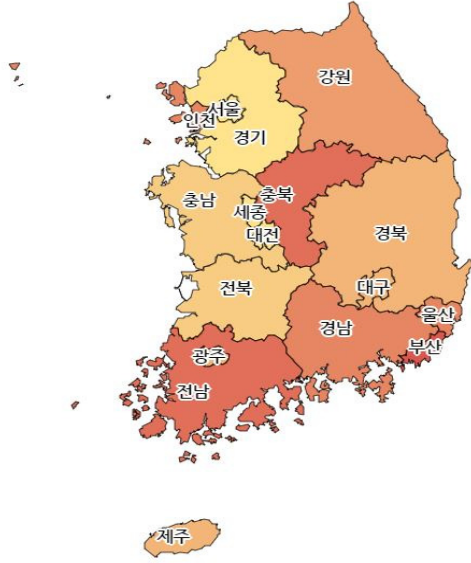 강원
서울
인천
경기
충북
충남
세종
대전
경북
대구
전북
울산
경남
부산
광주
전남
제주